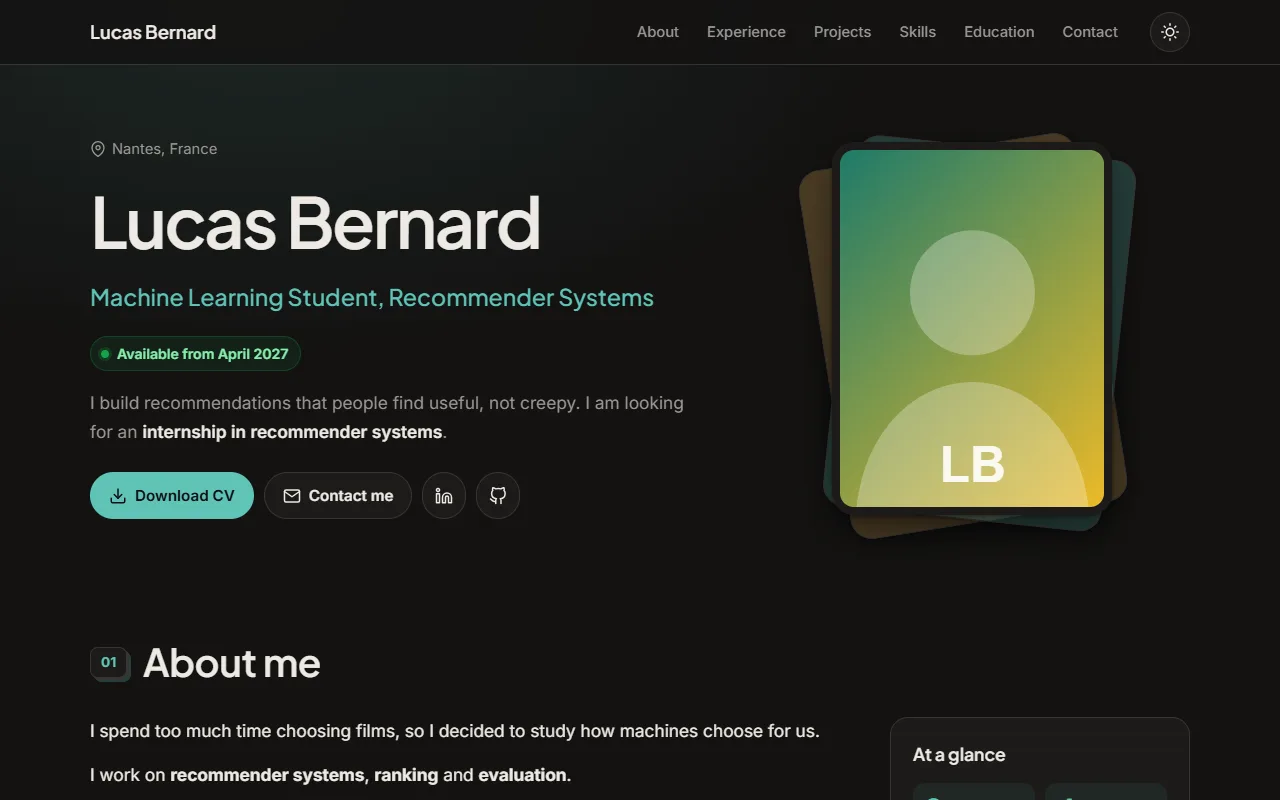 Lucas Bernard
About
Experience
Projects
Skills
Education
Contact
Nantes, France
Lucas Bernard
Machine Learning Student, Recommender Systems
Available from April 2027
I build recommendations that people find useful, not creepy. I am looking
for an internship in recommender systems.
Download CV
Contact me
LB
01
About me
I spend too much time choosing films, so I decided to study how machines choose for us.
I work on recommender systems, ranking and evaluation.
At a glance